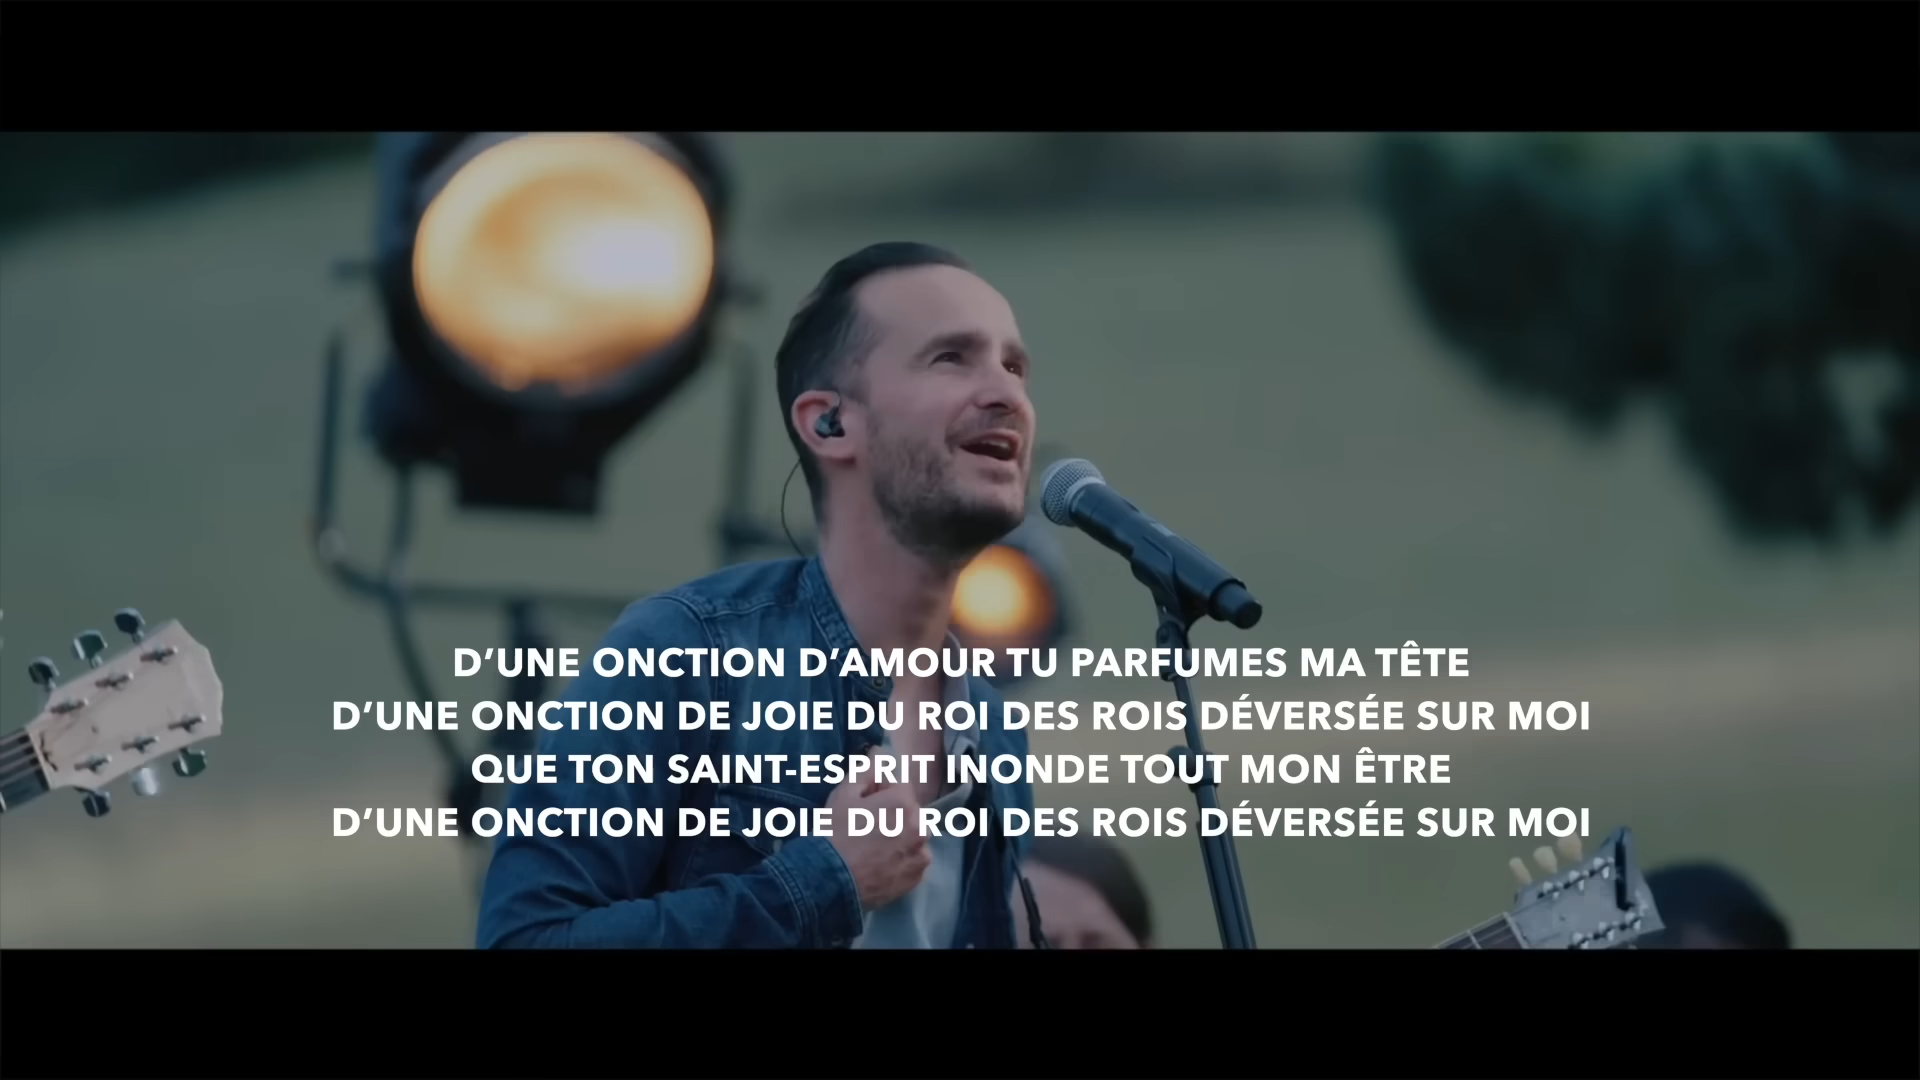 D’UNE ONCTION D’AMOUR TU PARFUMES MA TÊTE
D’UNE ONCTION DE JOIE DU ROI DES ROIS DÉVERSÉE SUR MOI
QUE TON SAINT-ESPRIT INONDE TOUT MON ÊTRE
D’UNE ONCTION DE JOIE DU ROI DES ROIS DÉVERSÉE SUR MOI